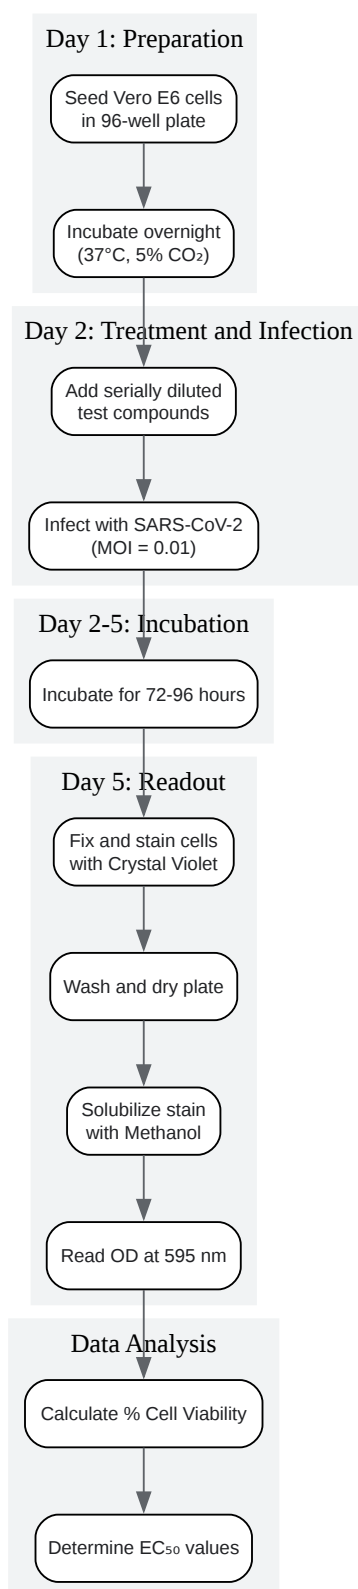 Day 1: Preparation
Seed Vero E6 cells
in 96-well plate
Incubate overnight
(37°C, 5% CO₂)
Day 2: Treatment and Infection
Add serially diluted
test compounds
Infect with SARS-CoV-2
(MOI = 0.01)
Day 2-5: Incubation
Incubate for 72-96 hours
Day 5: Readout
Fix and stain cells
with Crystal Violet
Wash and dry plate
Solubilize stain
with Methanol
Read OD at 595 nm
Data Analysis
Calculate % Cell Viability
Determine EC₅₀ values